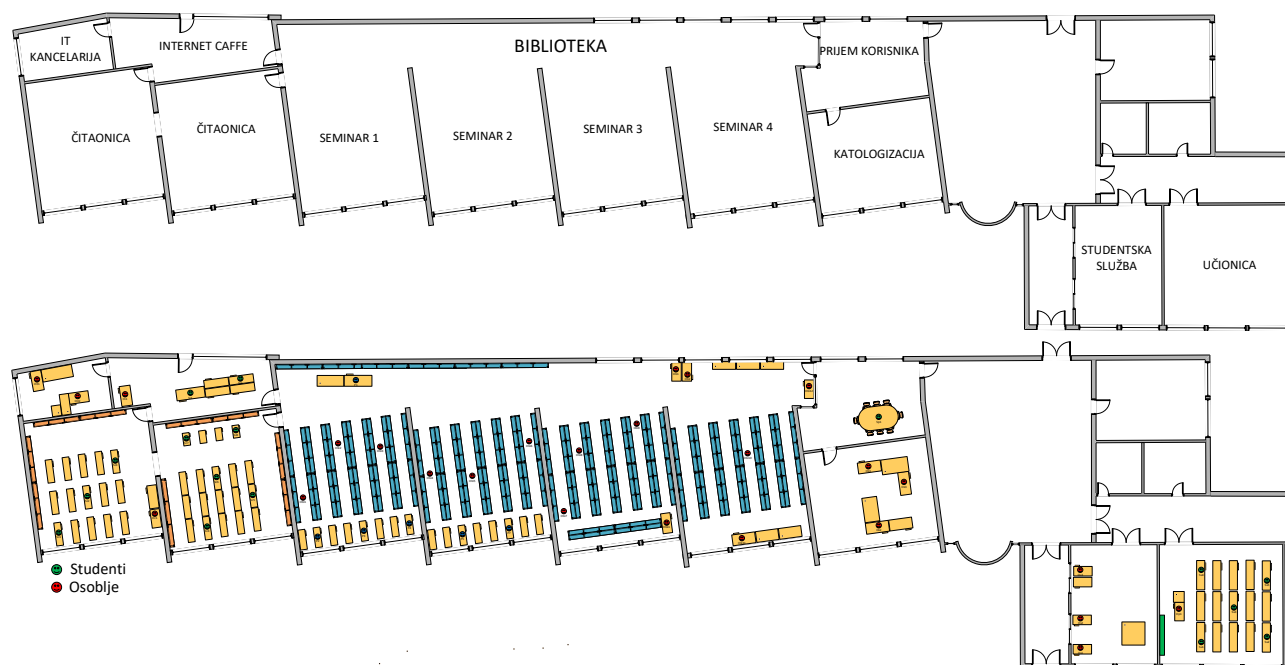 BIBLIOTEKA
IT
KANCELARIJA
INTERNET CAFFE
PRIJEM KORISNIKA
ČITAONICA
ČITAONICA
SEMINAR 1
SEMINAR 2
SEMINAR 3
SEMINAR 4
KATOLOGIZACIJA
STUDENTSKA
SLUŽBA
UČIONICA
Studenti
Osoblje